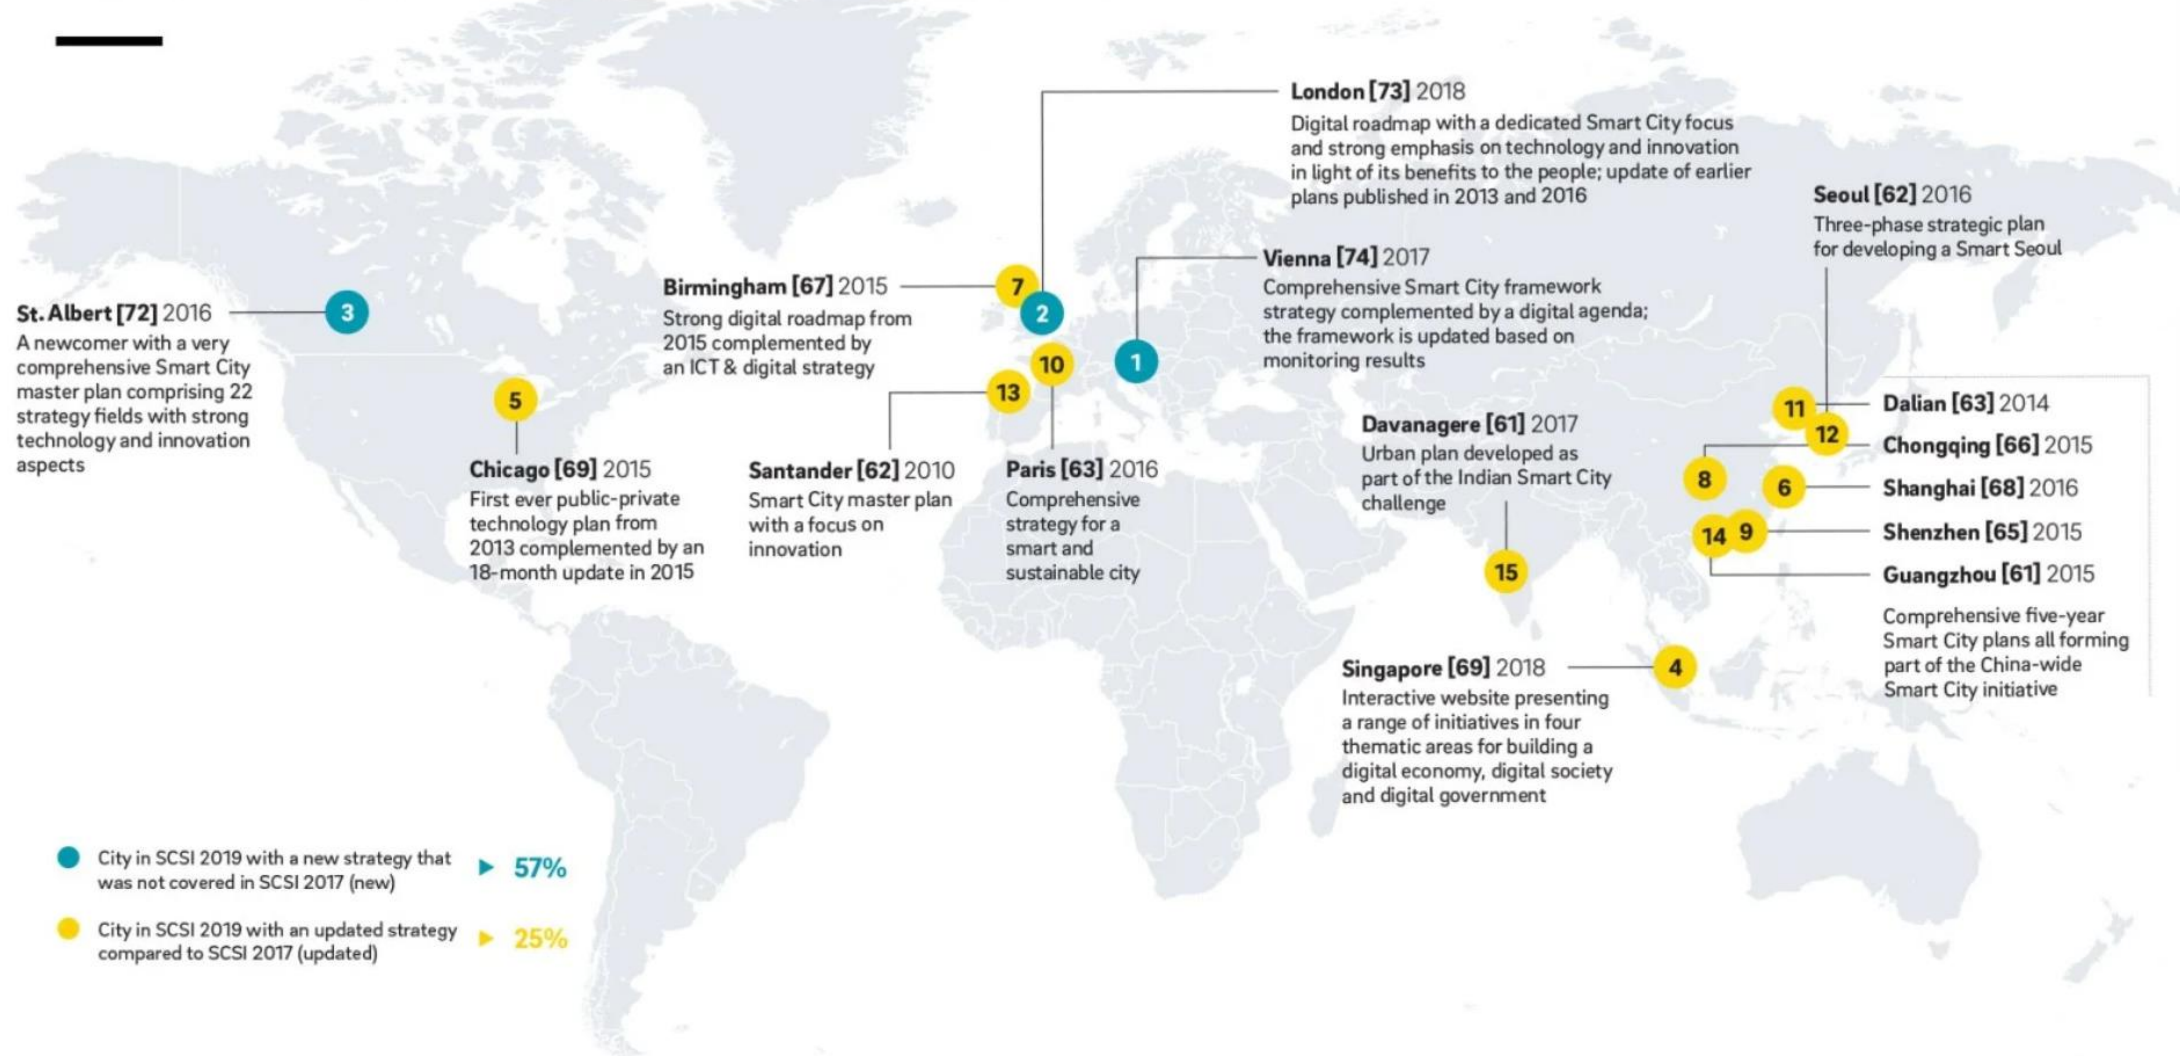 London [73] 2018
Digital roadmap with a dedicated Smart City focus
and strong emphasis on technology and innovation
in light of its benefits to the people; update of earlier
plans published in 2013 and 2016
Seoul [62] 2016
Three-phase strategic plan
for developing a Smart Seoul
Vienna [74] 2017
Comprehensive Smart City framework
strategy complemented by a digital agenda;
the framework is updated based on
monitoring results
Birmingham [67] 2015
Strong digital roadmap from
2015 complemented by
an ICT & digital strategy
7
2
St. Albert [72] 2016
A newcomer with a very
comprehensive Smart City
master plan comprising 22
strategy fields with strong
technology and innovation
aspects
3
10
1
13
5
Chicago [69] 2015
First ever public-private
technology plan from
2013 complemented by an
18-month update in 2015
Santander [62] 2010
Smart City master plan
with a focus on
innovation
Paris [63] 2016
Comprehensive
strategy for a
smart and
sustainable city
Davanagere [61] 2017
Urban plan developed as
part of the Indian Smart City
challenge
15
11
12
8
6
14
9
Dalian [63] 2014
Chongqing [66] 2015
Shanghai [68] 2016
Shenzhen [65] 2015
Guangzhou [61] 2015
Comprehensive five-year
Smart City plans all forming
part of the China-wide
Smart City initiative
Singapore [69] 2018
4
Interactive website presenting
a range of initiatives in four
thematic areas for building a
digital economy, digital society
and digital government
City in SCSI 2019 with a new strategy that
was not covered in SCSI 2017 (new)
57%
City in SCSI 2019 with an updated strategy
compared to SCSI 2017 (updated)
25%